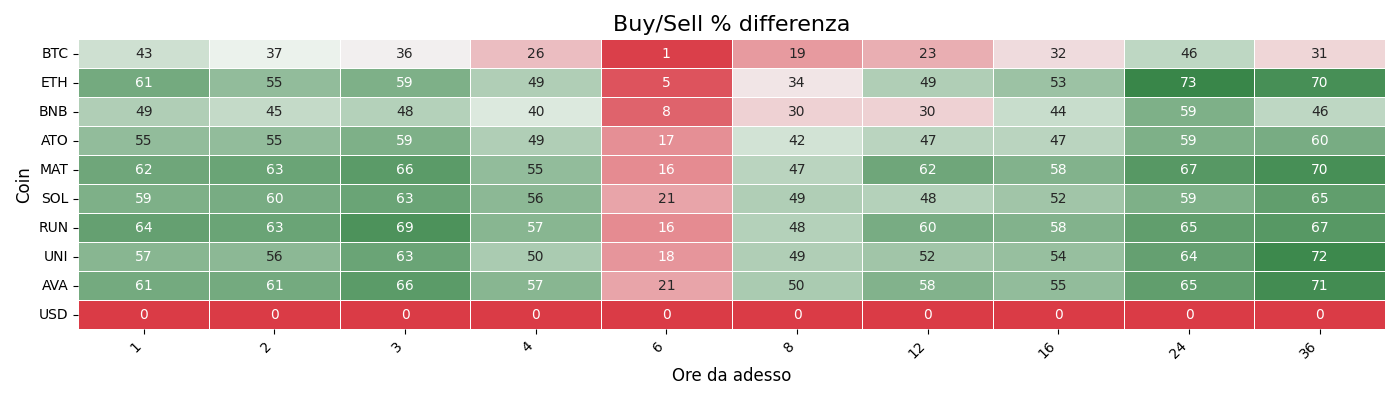 Buy/Sell % differenza
Coin
BTC 43 37 36 26 1 19 23 32 46 31
ETH 61 55 59 49 5 34 49 53 73 70
BNB 49 45 48 40 8 30 30 44 59 46
ATO 55 55 59 49 17 42 47 47 59 60
MAT 62 63 66 55 16 47 62 58 67 70
SOL 59 60 63 56 21 49 48 52 59 65
RUN 64 63 69 57 16 48 60 58 65 67
UNI 57 56 63 50 18 49 52 54 64 72
AVA 61 61 66 57 21 50 58 55 65 71
USD 0 0 0 0 0 0 0 0 0 0
1 2 3 4 6 8 12 16 24 36
Ore da adesso